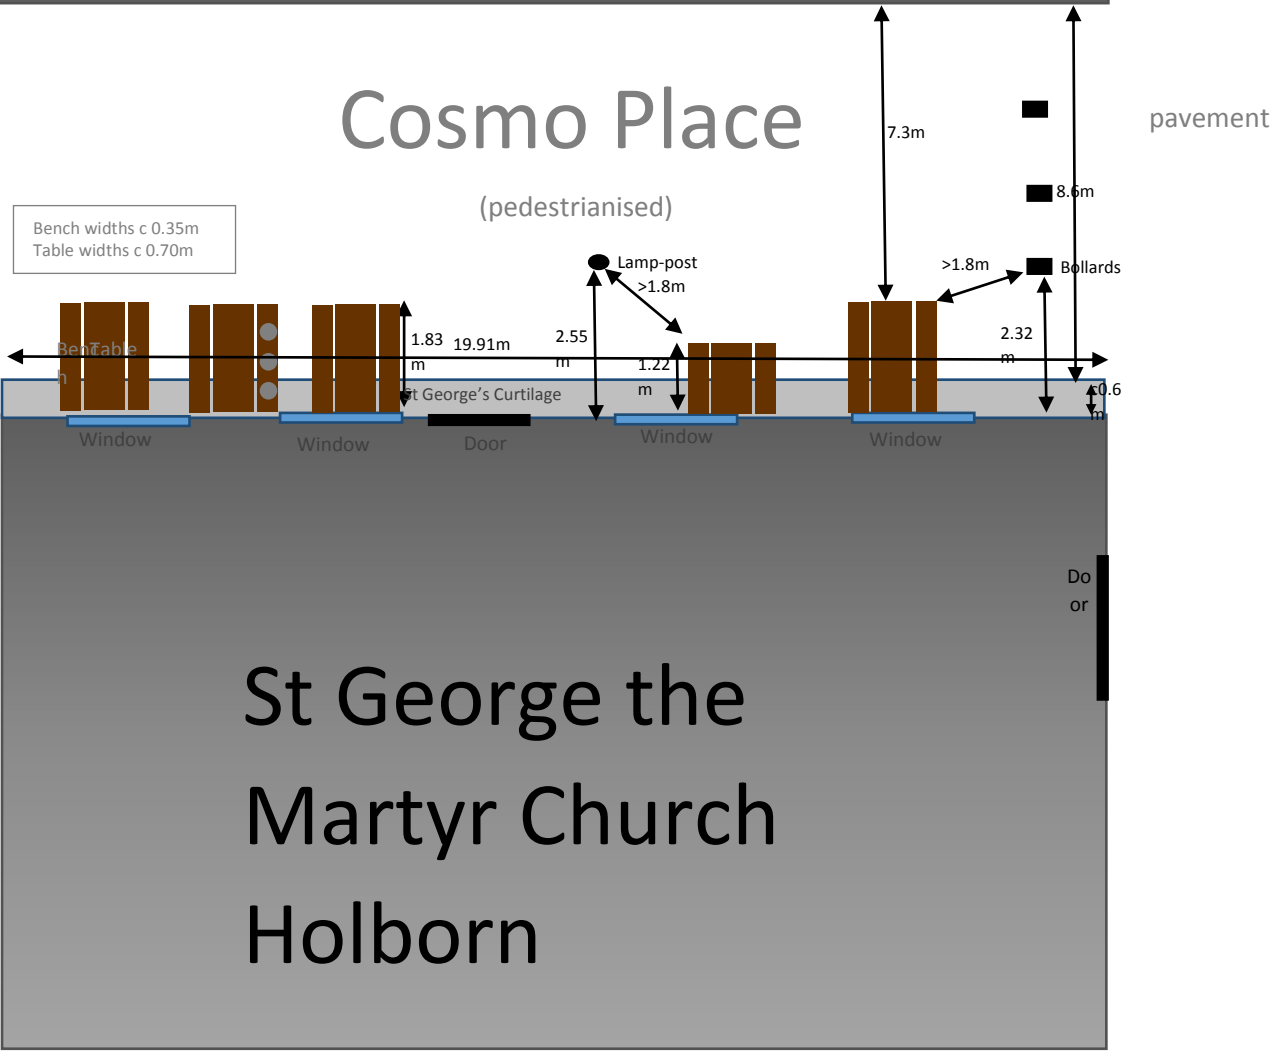 Cosmo Place
pavement
7.3m
8.6m
(pedestrianised)
Bench widths c 0.35m
Table widths c 0.70m
Lamp-post
>1.8m
>1.8m
Bollards
Benc
h
Table
1.83
m
19.91m
2.55
m
1.22
m
2.32
m
c0.6
m
St George’s Curtilage
Window
Window
Door
Window
Window
Do
or
St George the
Martyr Church
Holborn